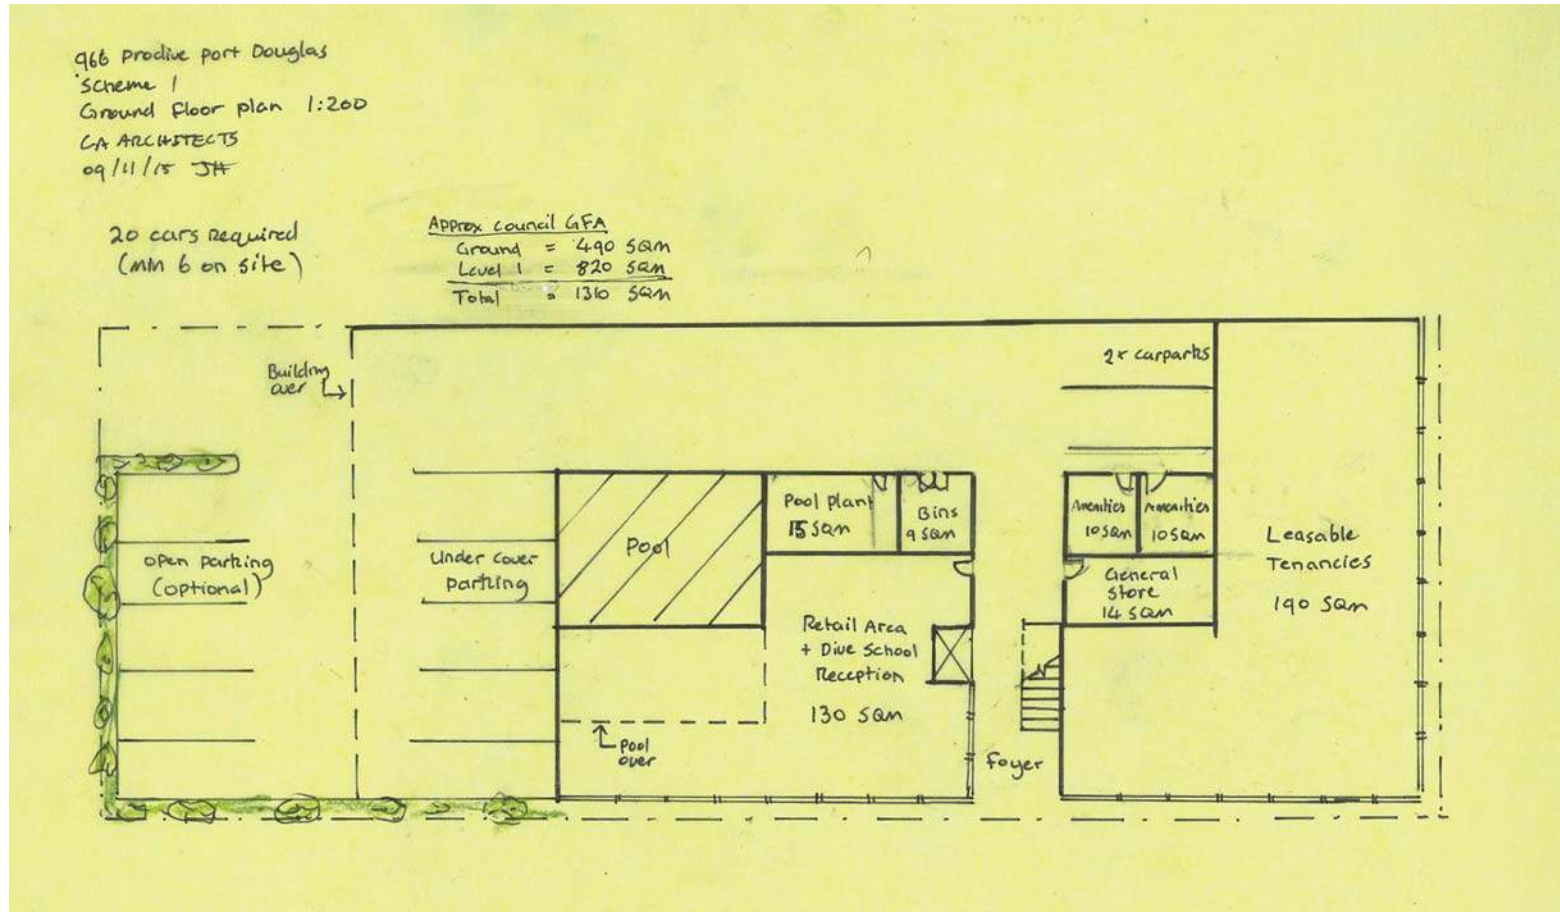 966 Prodive Port Douglas
Scheme 1
Ground floor plan 1:200
CA ARCHITECTS
09/11/15 JH
20 cars Required
(min 6 on site)
Approx council GFA
Ground = 490 SQM
Level 1 = 820 SQM
Total = 1310 SQM
Building
over
2x carparks
open parking
(optional)
Under cover
parking
Pool
Pool plant
15 SQM
Bins
9 SQM
Amenities
10 SQM
Amenities
10 SQM
General
store
14 SQM
Leasable
Tenancies
190 SQM
Retail Area
+ Dive School
Reception
130 SQM
Pool
over
Foyer